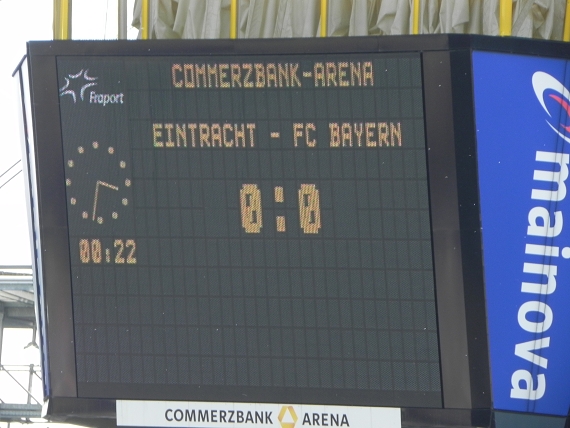 COMMERZBANK-ARENA
Fraport
EINTRACHT - FC BAYERN
0:0
00:22
mainova
COMMERZBANK ARENA